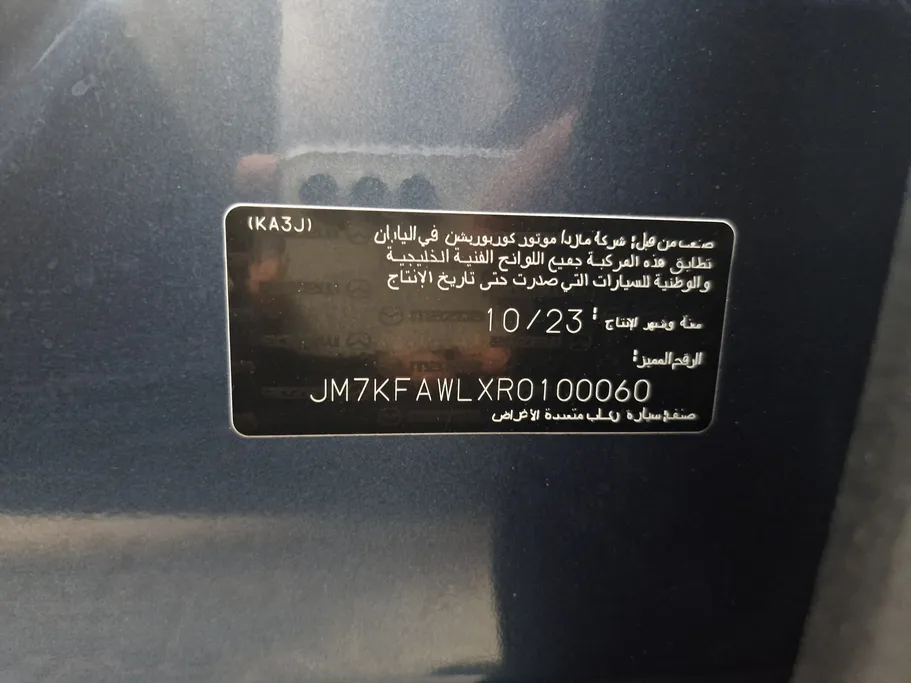 (KA3J)
صنعت من قبل: شركة مازدا موتور كوربوريشن في اليابان
تطابق هذه المركبة جميع اللوائح الفنية الخليجية
والوطنية للسيارات التي صدرت حتى تاريخ الإنتاج
سنة وشهر الإنتاج: 10/23
الرقم المميز:
JM7KFAWLXR0100060
صنف: سيارة ركاب متعددة الأغراض